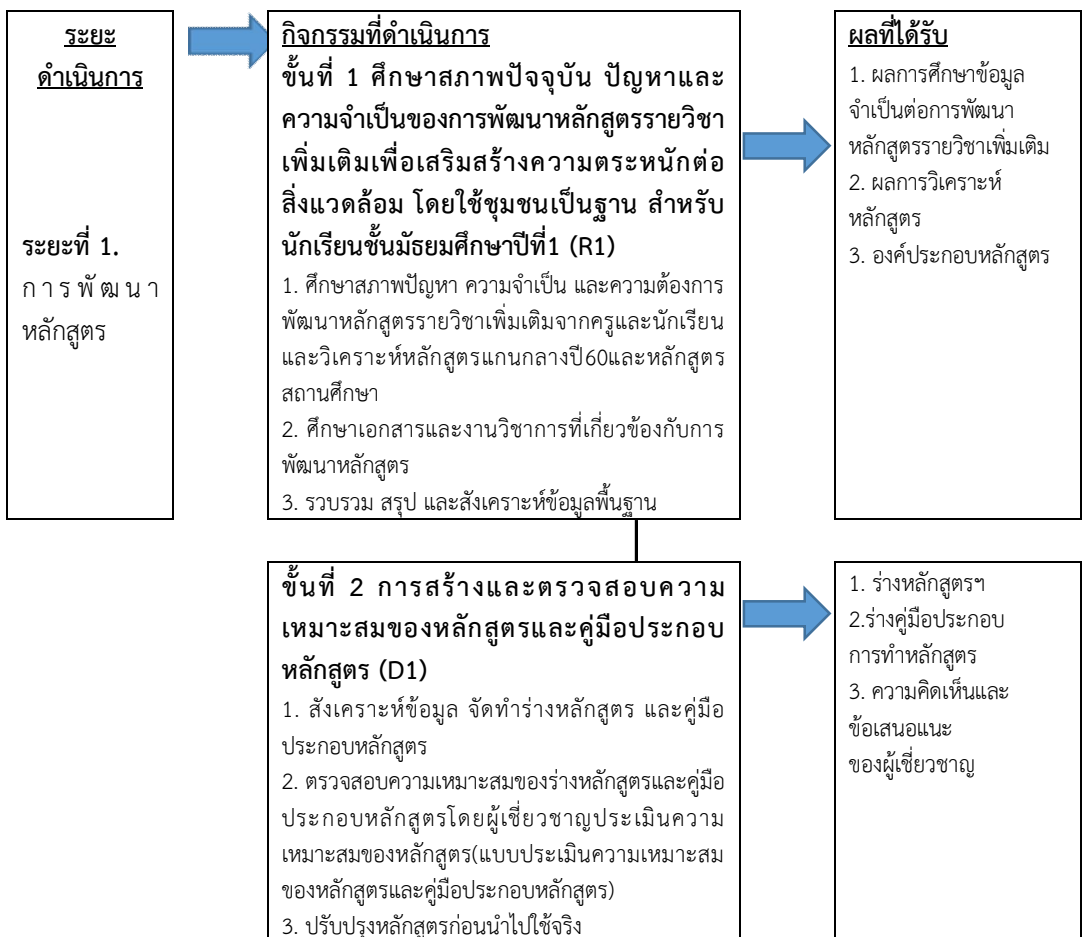 ระยะ
ดำเนินการ
ระยะที่ 1.
การพัฒนา
หลักสูตร
กิจกรรมที่ดำเนินการ
ขั้นที่ 1 ศึกษาสภาพปัจจุบัน ปัญหาและ
ความจำเป็นของการพัฒนาหลักสูตรรายวิชา
เพิ่มเติมเพื่อเสริมสร้างความตระหนักต่อ
สิ่งแวดล้อม โดยใช้ชุมชนเป็นฐาน สำหรับ
นักเรียนชั้นมัธยมศึกษาปีที่1 (R1)
1. ศึกษาสภาพปัญหา ความจำเป็น และความต้องการ
พัฒนาหลักสูตรรายวิชาเพิ่มเติมจากครูและนักเรียน
และวิเคราะห์หลักสูตรแกนกลางปี60และหลักสูตร
สถานศึกษา
2. ศึกษาเอกสารและงานวิชาการที่เกี่ยวข้องกับการ
พัฒนาหลักสูตร
3. รวบรวม สรุป และสังเคราะห์ข้อมูลพื้นฐาน
ผลที่ได้รับ
1. ผลการศึกษาข้อมูล
จำเป็นต่อการพัฒนา
หลักสูตรรายวิชาเพิ่มเติม
2. ผลการวิเคราะห์
หลักสูตร
3. องค์ประกอบหลักสูตร
ขั้นที่ 2 การสร้างและตรวจสอบความ
เหมาะสมของหลักสูตรและคู่มือประกอบ
หลักสูตร (D1)
1. สังเคราะห์ข้อมูล จัดทำร่างหลักสูตร และคู่มือ
ประกอบหลักสูตร
2. ตรวจสอบความเหมาะสมของร่างหลักสูตรและคู่มือ
ประกอบหลักสูตรโดยผู้เชี่ยวชาญประเมินความ
เหมาะสมของหลักสูตร(แบบประเมินความเหมาะสม
ของหลักสูตรและคู่มือประกอบหลักสูตร)
3. ปรับปรุงหลักสูตรก่อนนำไปใช้จริง
1. ร่างหลักสูตรฯ
2.ร่างคู่มือประกอบ
การทำหลักสูตร
3. ความคิดเห็นและ
ข้อเสนอแนะ
ของผู้เชี่ยวชาญ